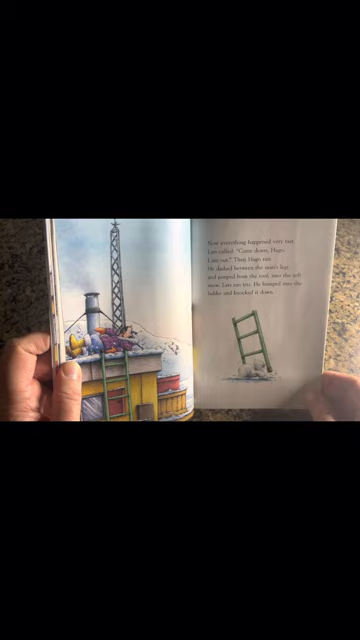 Now everything happened very fast.
Lars called: "Come down, Hugo.
I am out." Then Hugo ran.
He dashed between the man's legs
and jumped from the roof, into the soft
snow. Lars ran too. He bumped into the
ladder and knocked it down.